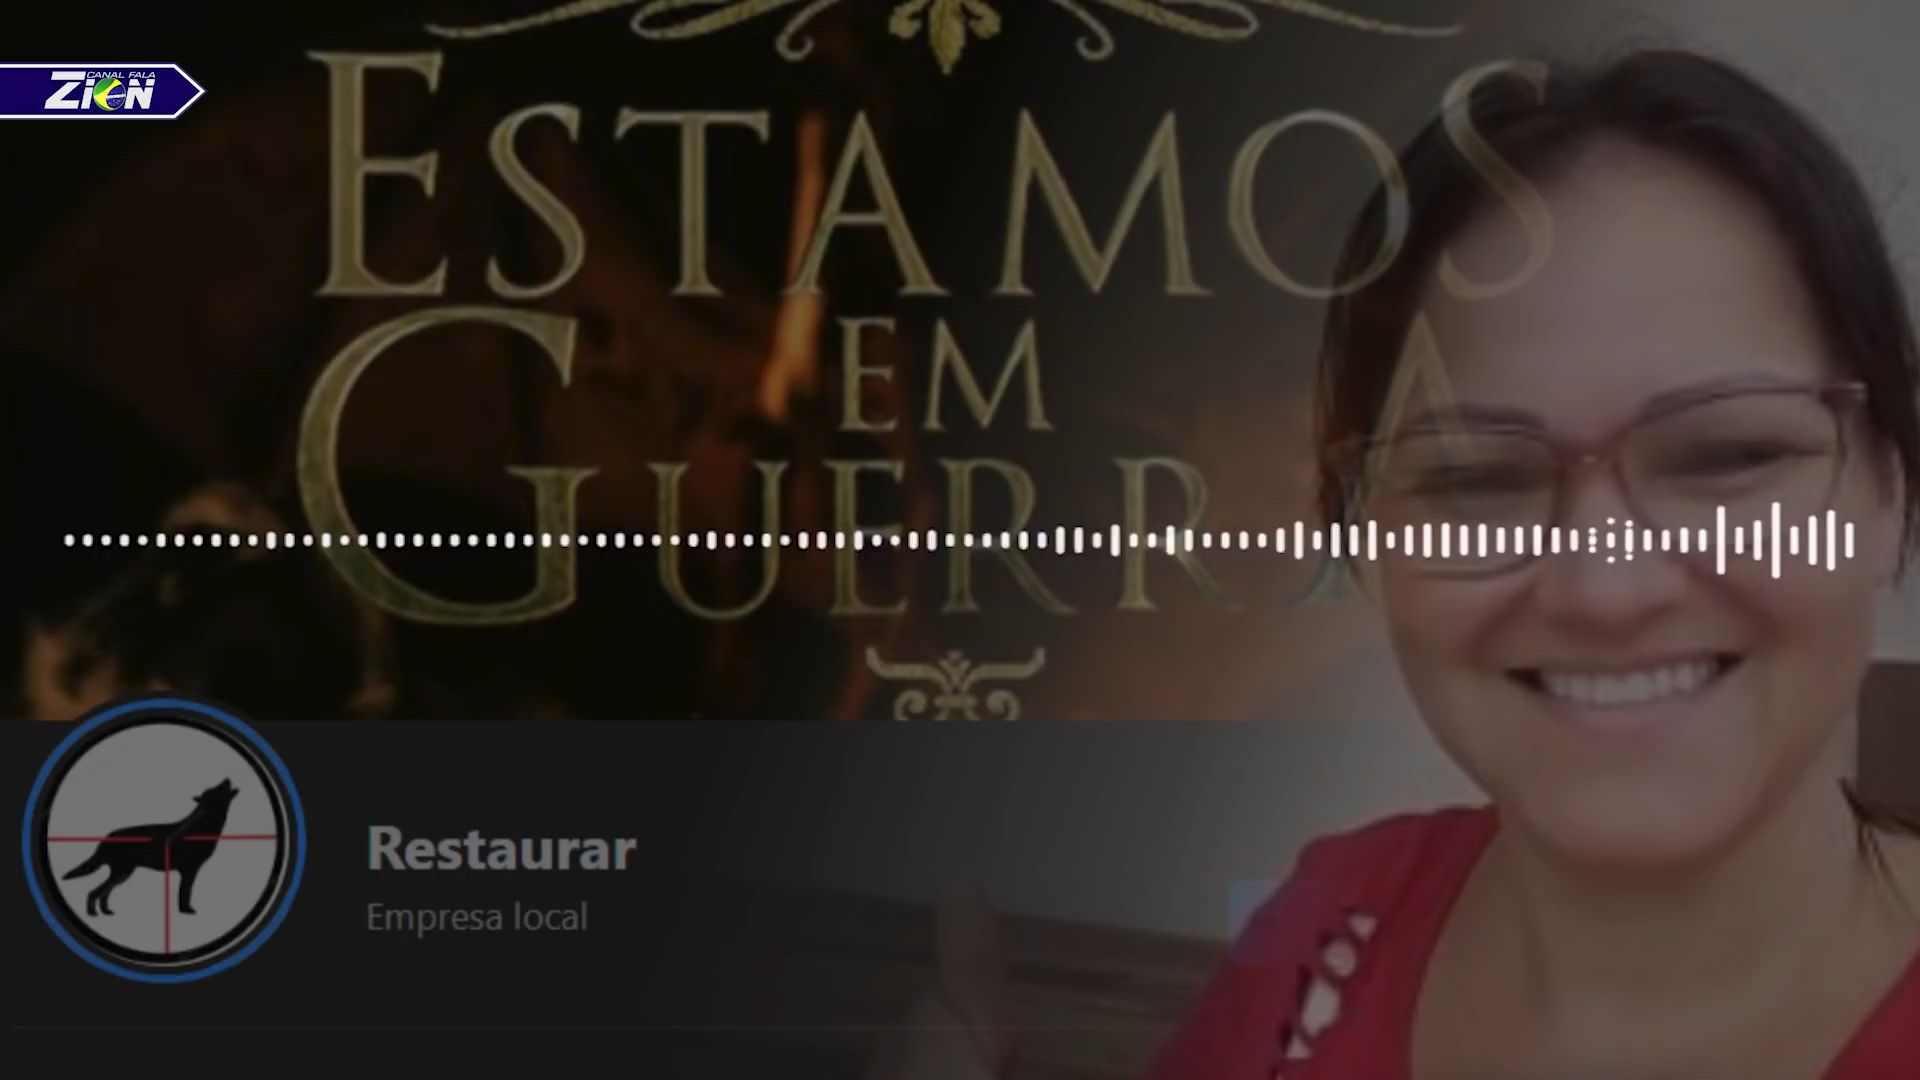 CANAL FALA
ZION
ESTAMOS
EM
GUERRA
Restaurar
Empresa local